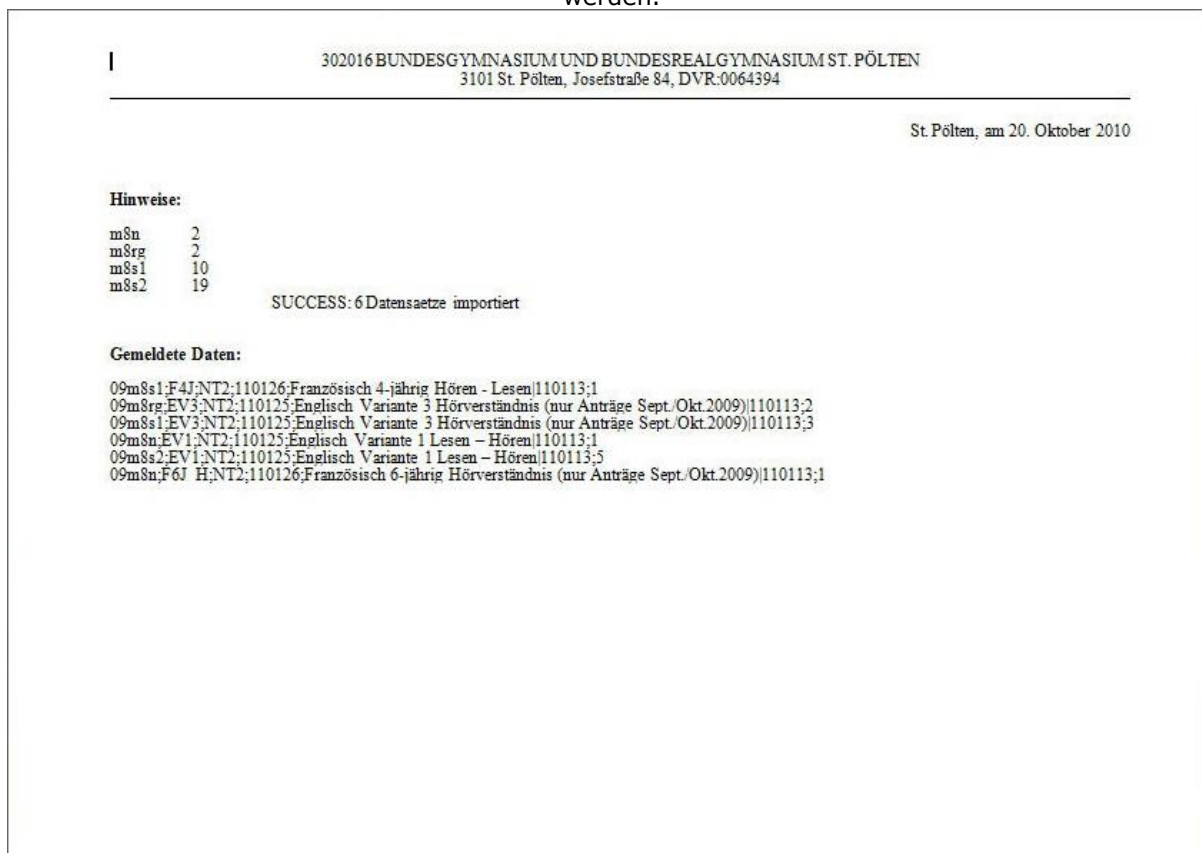 werden.
302016 BUNDESGYMNASIUM UND BUNDESREALGYMNASIUM ST. PÖLTEN
3101 St. Pölten, Josefstraße 84, DVR:0064394
St. Pölten, am 20. Oktober 2010
Hinweise:
m8n 2
m8rg 2
m8s1 10
m8s2 19
SUCCESS: 6 Datensaetze importiert
Gemeldete Daten:
09m8s1;F4J;NT2;110126;Französisch 4-jährig Hören - Lesen|110113;1
09m8rg;EV3;NT2;110125;Englisch Variante 3 Hörverständnis (nur Anträge Sept./Okt.2009)|110113;2
09m8s1;EV3;NT2;110125;Englisch Variante 3 Hörverständnis (nur Anträge Sept./Okt.2009)|110113;3
09m8n;EV1;NT2;110125;Englisch Variante 1 Lesen – Hören|110113;1
09m8s2;EV1;NT2;110125;Englisch Variante 1 Lesen – Hören|110113;5
09m8n;F6J H;NT2;110126;Französisch 6-jährig Hörverständnis (nur Anträge Sept./Okt.2009)|110113;1